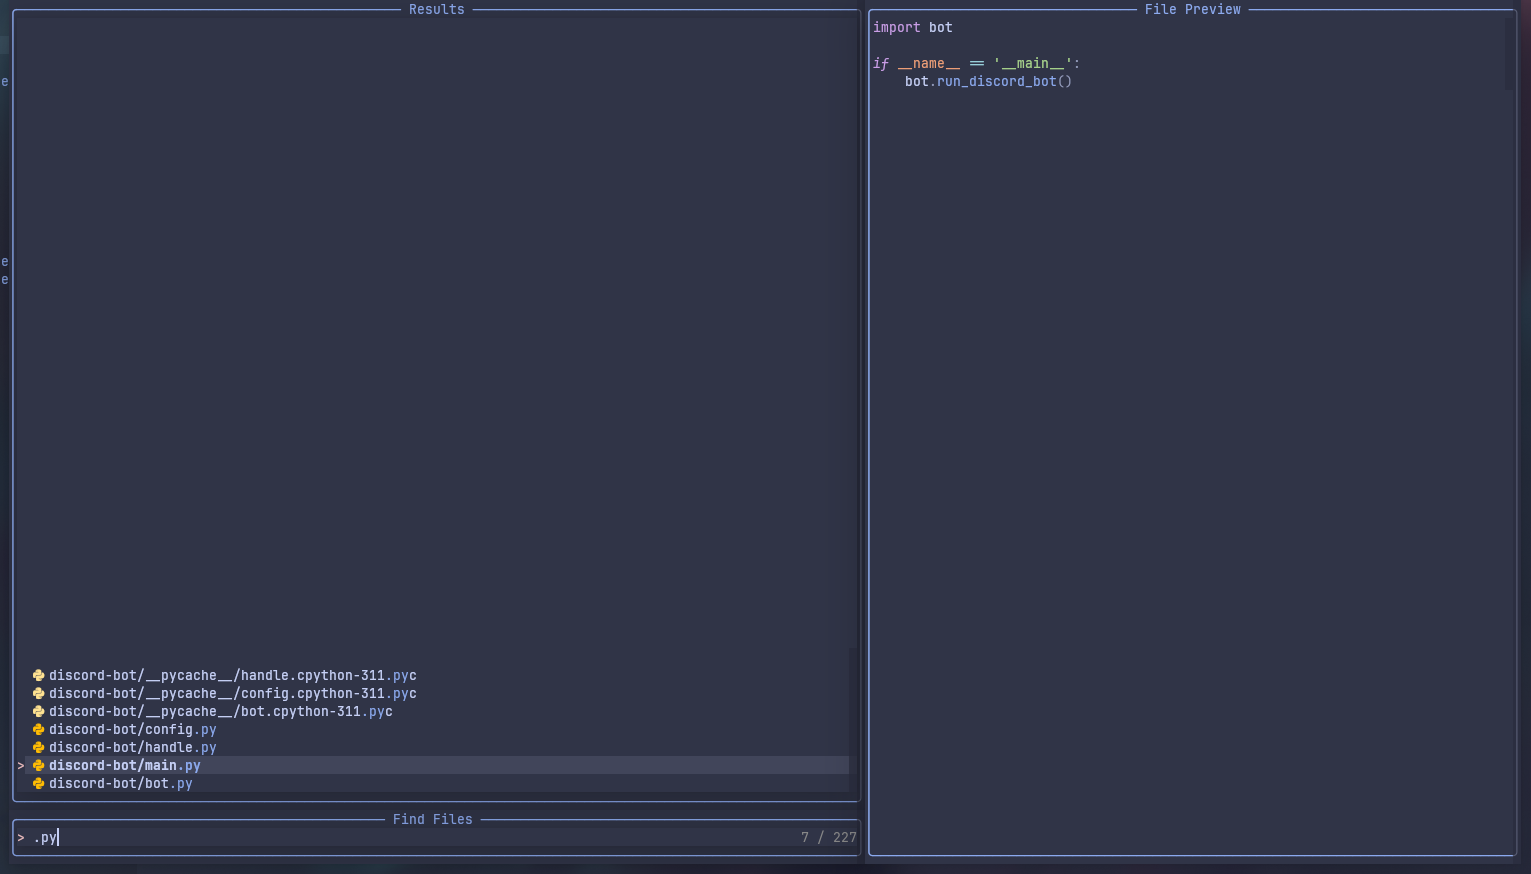 Results
e
e
e
discord-bot/__pycache__/handle.cpython-311.pyc
discord-bot/__pycache__/config.cpython-311.pyc
discord-bot/__pycache__/bot.cpython-311.pyc
discord-bot/config.py
discord-bot/handle.py
> discord-bot/main.py
discord-bot/bot.py
Find Files
> .py 7 / 227
File Preview
import bot
if __name__ == '__main__':
    bot.run_discord_bot()